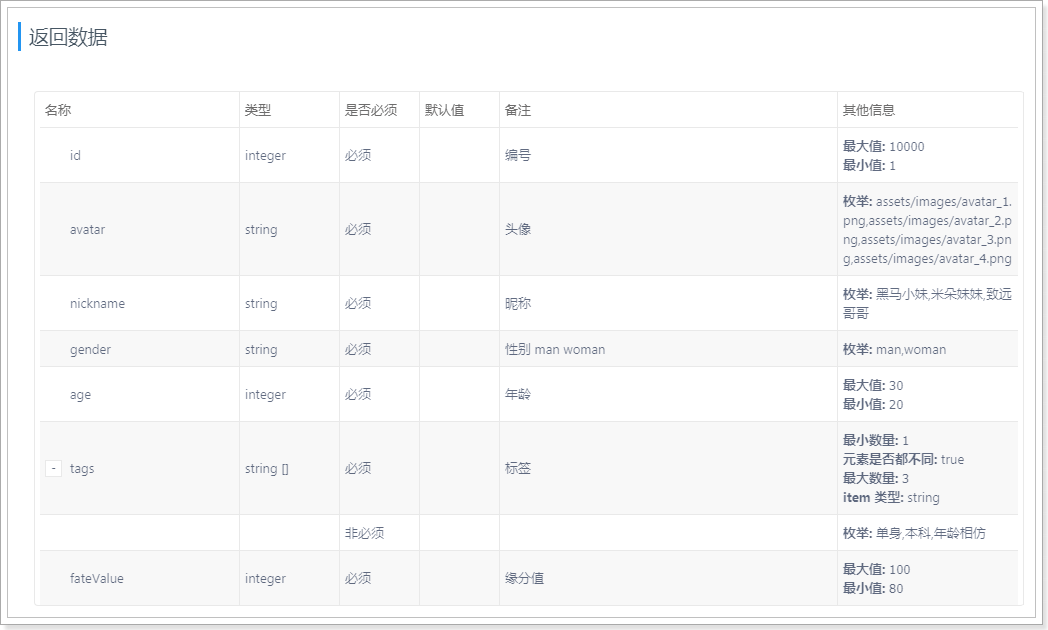 返回数据
名称 类型 是否必须 默认值 备注 其他信息
id integer 必须 编号 最大值: 10000
最小值: 1
avatar string 必须 头像 枚举: assets/images/avatar_1.
png,assets/images/avatar_2.p
ng,assets/images/avatar_3.pn
g,assets/images/avatar_4.png
nickname string 必须 昵称 枚举: 黑马小妹,米朵妹妹,致远
哥哥
gender string 必须 性别 man woman 枚举: man,woman
age integer 必须 年龄 最大值: 30
最小值: 20
- tags string [] 必须 标签 最小数量: 1
元素是否都不同: true
最大数量: 3
item 类型: string
非必须 枚举: 单身,本科,年龄相仿
fateValue integer 必须 缘分值 最大值: 100
最小值: 80